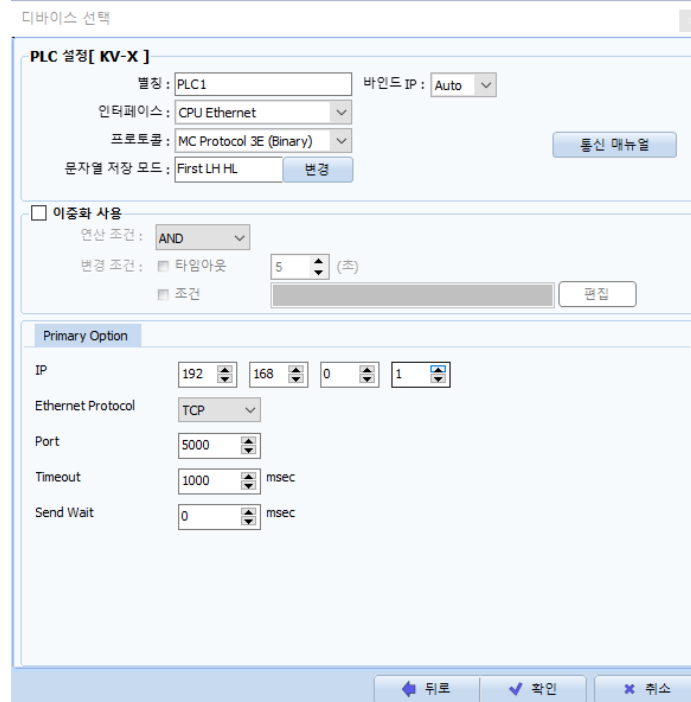 디바이스 선택
PLC 설정[ KV-X ]
별칭 : PLC1 바인드 IP : Auto
인터페이스 : CPU Ethernet
프로토콜 : MC Protocol 3E (Binary) 통신 매뉴얼
문자열 저장 모드 : First LH HL 변경
이중화 사용
연산 조건 : AND
변경 조건 : 타임아웃 5 (초)
조건 편집
Primary Option
IP 192 168 0 1
Ethernet Protocol TCP
Port 5000
Timeout 1000 msec
Send Wait 0 msec
뒤로 확인 취소